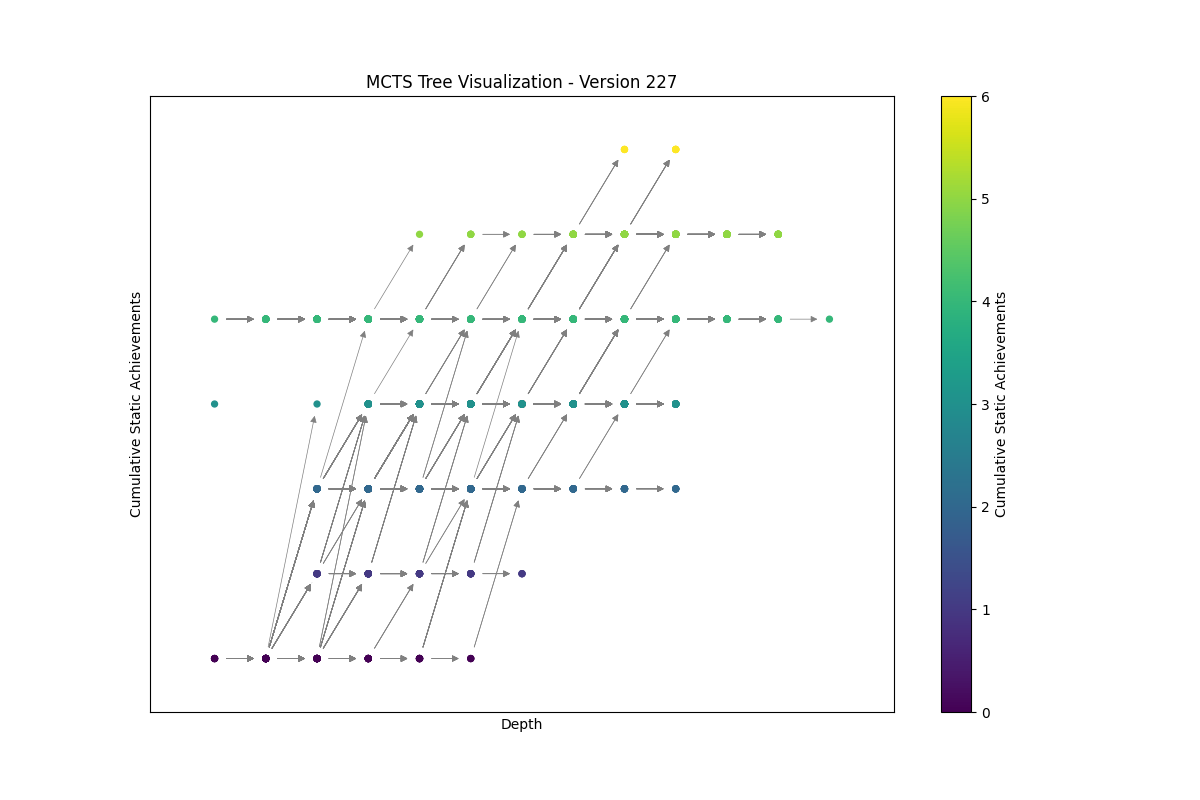 MCTS Tree Visualization - Version 227
Cumulative Static Achievements
Depth
6
5
4
3
2
1
0
Cumulative Static Achievements